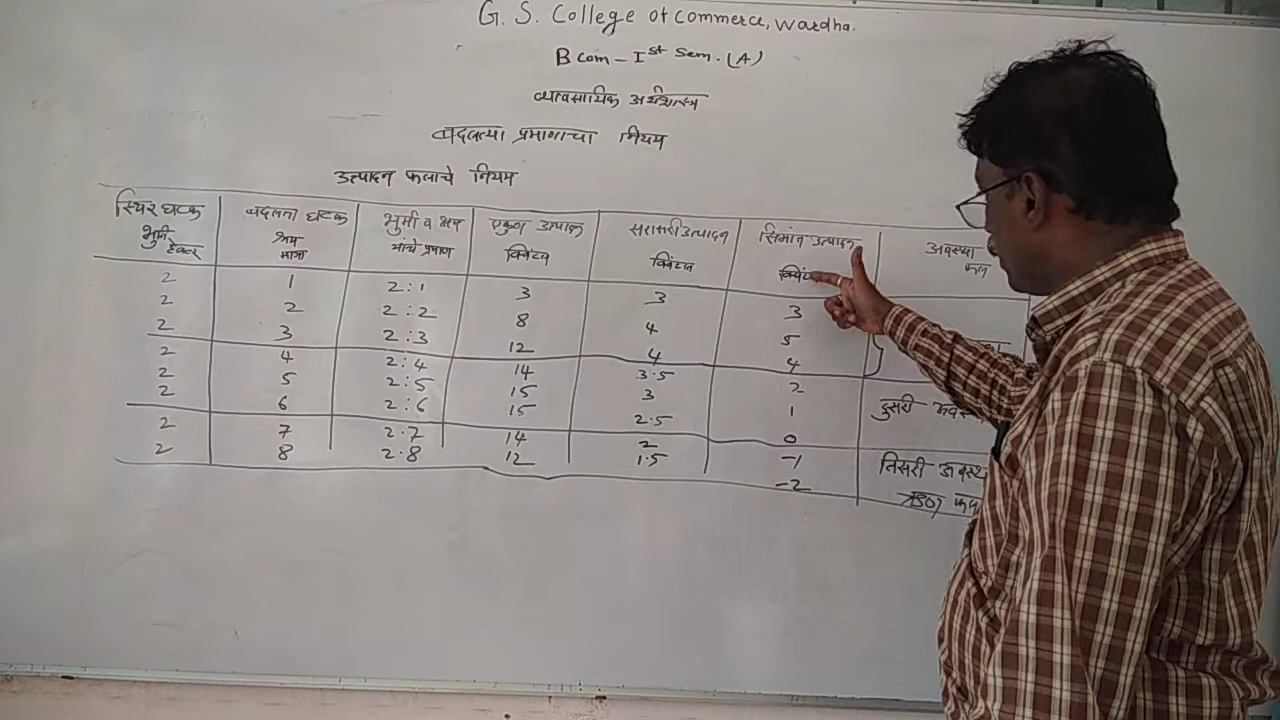 G. S. College of Commerce, Wardha.
B Com - Ist Sem. (A)
व्यावसायिक अर्थशास्त्र
बदलत्या प्रमाणाचा नियम
उत्पादन फलाचे नियम
स्थिर घटक बदलता घटक भुमी व श्रम एकुण उत्पादन सरासरी उत्पादन सिमांत उत्पादन अवस्था
भुमी हेक्टर श्रम मात्रा यांचे प्रमाण क्विंटल क्विंटल फल
2 1 2:1 3 3 3
2 2 2:2 8 4 5
2 3 2:3 12 4 4
2 4 2:4 14 3.5 2
2 5 2:5 15 3 1 दुसरी
2 6 2:6 15 2.5 0
2 7 2.7 14 2 -1 तिसरी
2 8 2.8 12 1.5 -2 ऋण फल